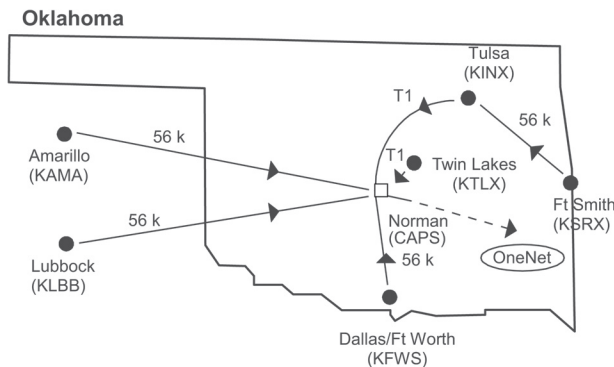 Oklahoma
Tulsa
(KINX)
T1
56 k
56 k
Amarillo
(KAMA)
T1
Twin Lakes
(KTLX)
Ft Smith
(KSRX)
56 k
Norman
(CAPS)
Lubbock
(KLBB)
56 k
OneNet
Dallas/Ft Worth
(KFWS)